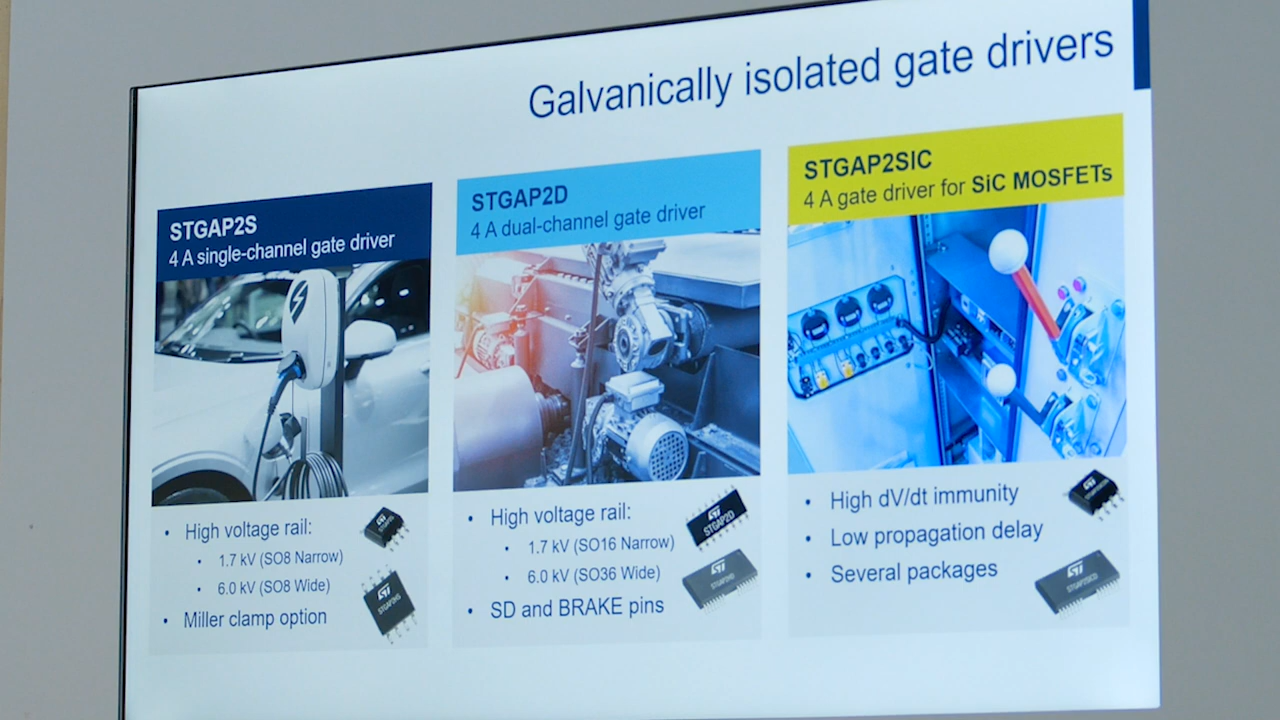 Galvanically isolated gate drivers
STGAP2S
4 A single-channel gate driver
• High voltage rail:
• 1.7 kV (SO8 Narrow)
• 6.0 kV (SO8 Wide)
• Miller clamp option
STGAP2D
4 A dual-channel gate driver
• High voltage rail:
• 1.7 kV (SO16 Narrow)
• 6.0 kV (SO36 Wide)
• SD and BRAKE pins
ST
STGAP2D
STGAP2SIC
4 A gate driver for SiC MOSFETs
• High dV/dt immunity
• Low propagation delay
• Several packages